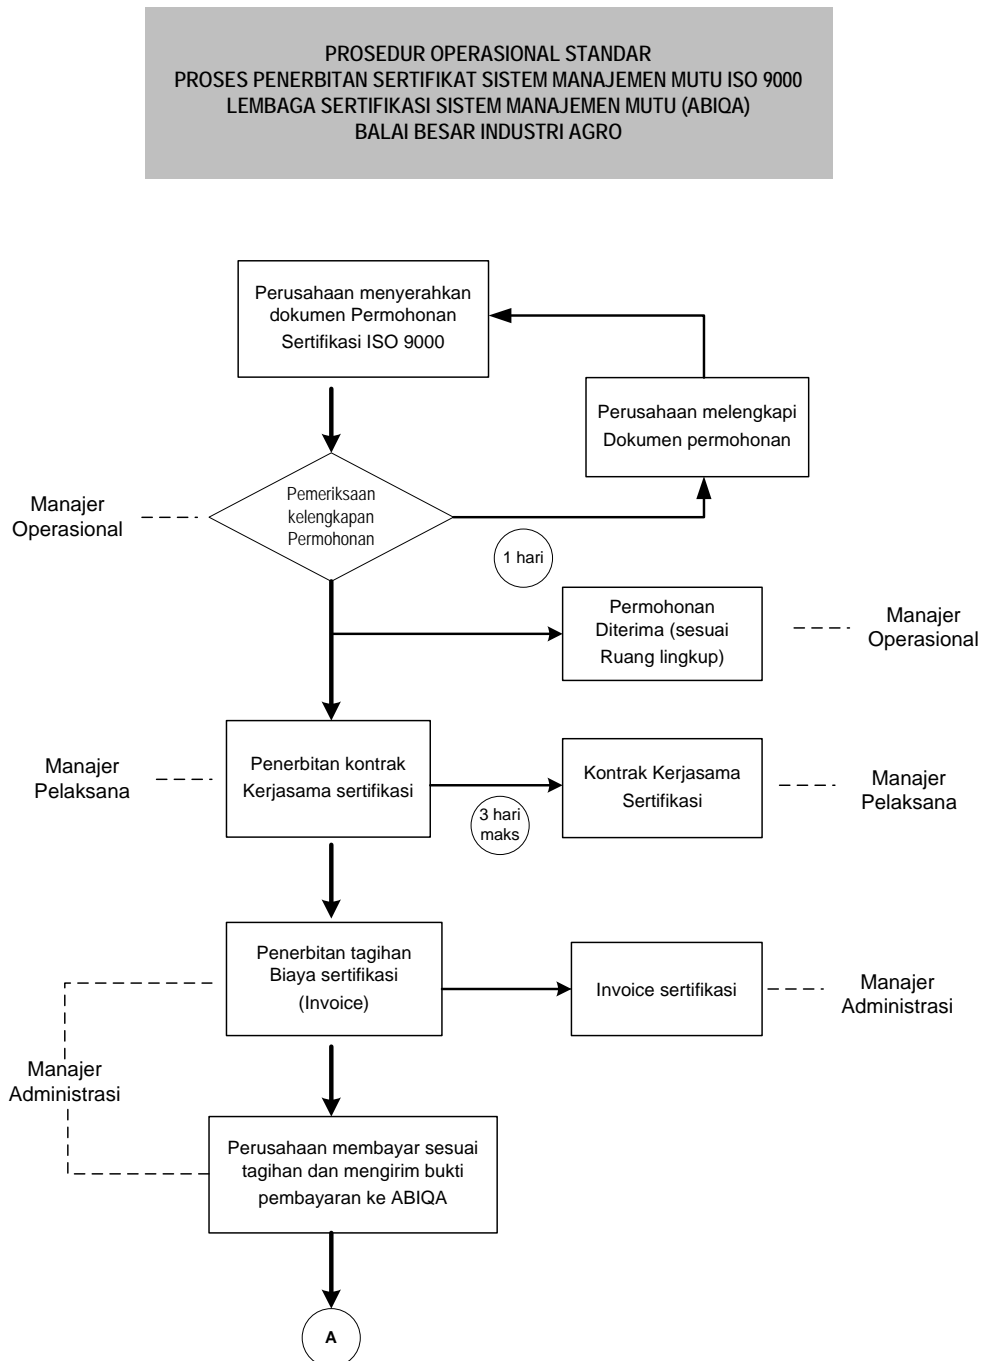 PROSEDUR OPERASIONAL STANDAR
PROSES PENERBITAN SERTIFIKAT SISTEM MANAJEMEN MUTU ISO 9000
LEMBAGA SERTIFIKASI SISTEM MANAJEMEN MUTU (ABIQA)
BALAI BESAR INDUSTRI AGRO
Perusahaan menyerahkan
dokumen Permohonan
Sertifikasi ISO 9000
Perusahaan melengkapi
Dokumen permohonan
Manajer
Operasional
Pemeriksaan
kelengkapan
Permohonan
1 hari
Permohonan
Diterima (sesuai
Ruang lingkup)
Manajer
Operasional
Manajer
Pelaksana
Penerbitan kontrak
Kerjasama sertifikasi
3 hari
maks
Kontrak Kerjasama
Sertifikasi
Manajer
Pelaksana
Penerbitan tagihan
Biaya sertifikasi
(Invoice)
Invoice sertifikasi
Manajer
Administrasi
Manajer
Administrasi
Perusahaan membayar sesuai
tagihan dan mengirim bukti
pembayaran ke ABIQA
A